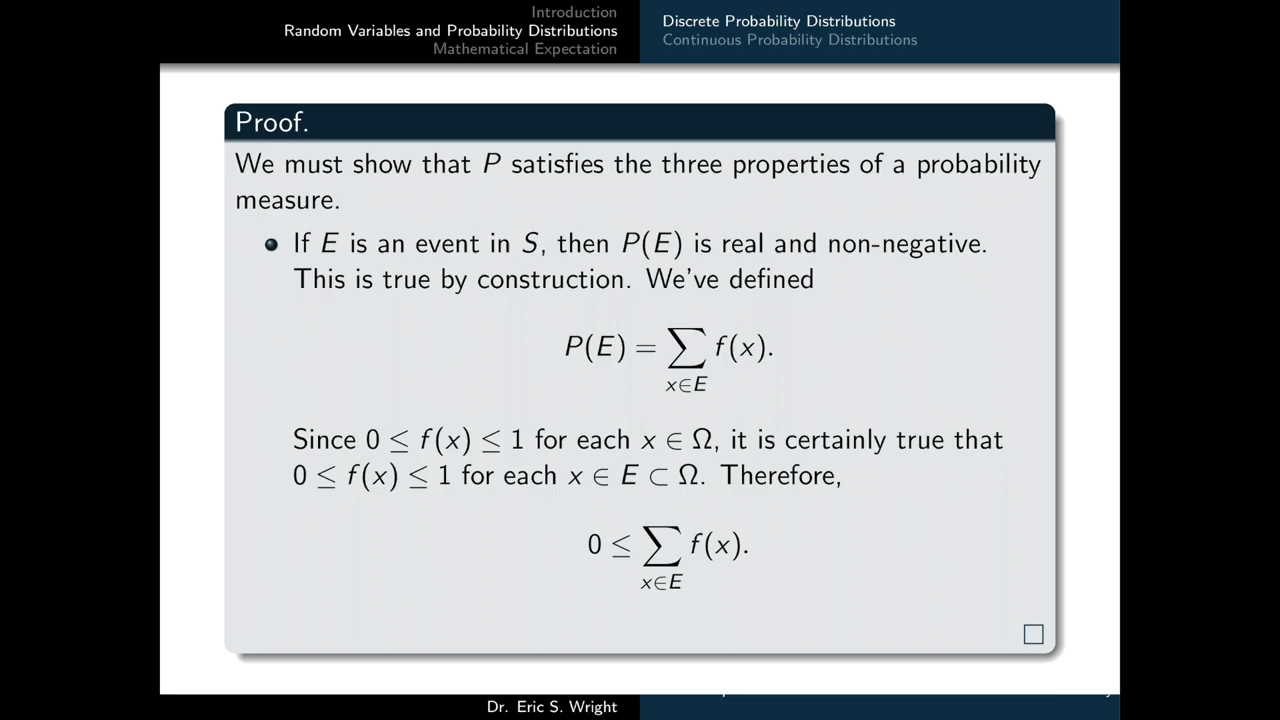 Introduction
Random Variables and Probability Distributions
Mathematical Expectation
Discrete Probability Distributions
Continuous Probability Distributions
Proof.
We must show that P satisfies the three properties of a probability
measure.
• If E is an event in S, then P(E) is real and non-negative.
This is true by construction. We've defined
P(E) = ∑ f(x).
x∈E
Since 0 ≤ f(x) ≤ 1 for each x ∈ Ω, it is certainly true that
0 ≤ f(x) ≤ 1 for each x ∈ E ⊂ Ω. Therefore,
0 ≤ ∑ f(x).
x∈E
□
Dr. Eric S. Wright